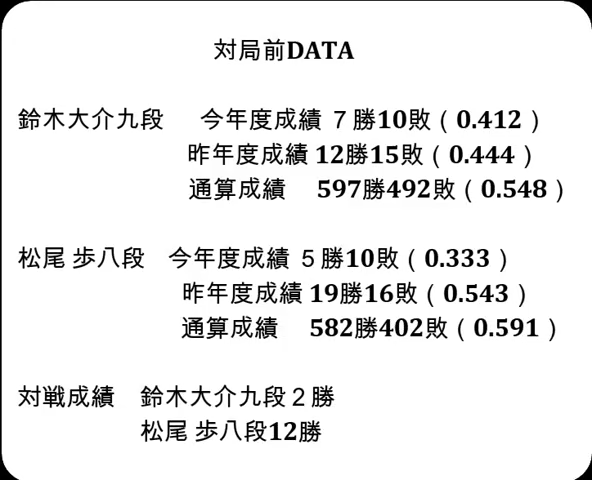 対局前DATA
鈴木大介九段 今年度成績 ７勝10敗（0.412）
昨年度成績 12勝15敗（0.444）
通算成績 597勝492敗（0.548）
松尾 歩八段 今年度成績 ５勝10敗（0.333）
昨年度成績 19勝16敗（0.543）
通算成績 582勝402敗（0.591）
対戦成績 鈴木大介九段２勝
松尾 歩八段12勝